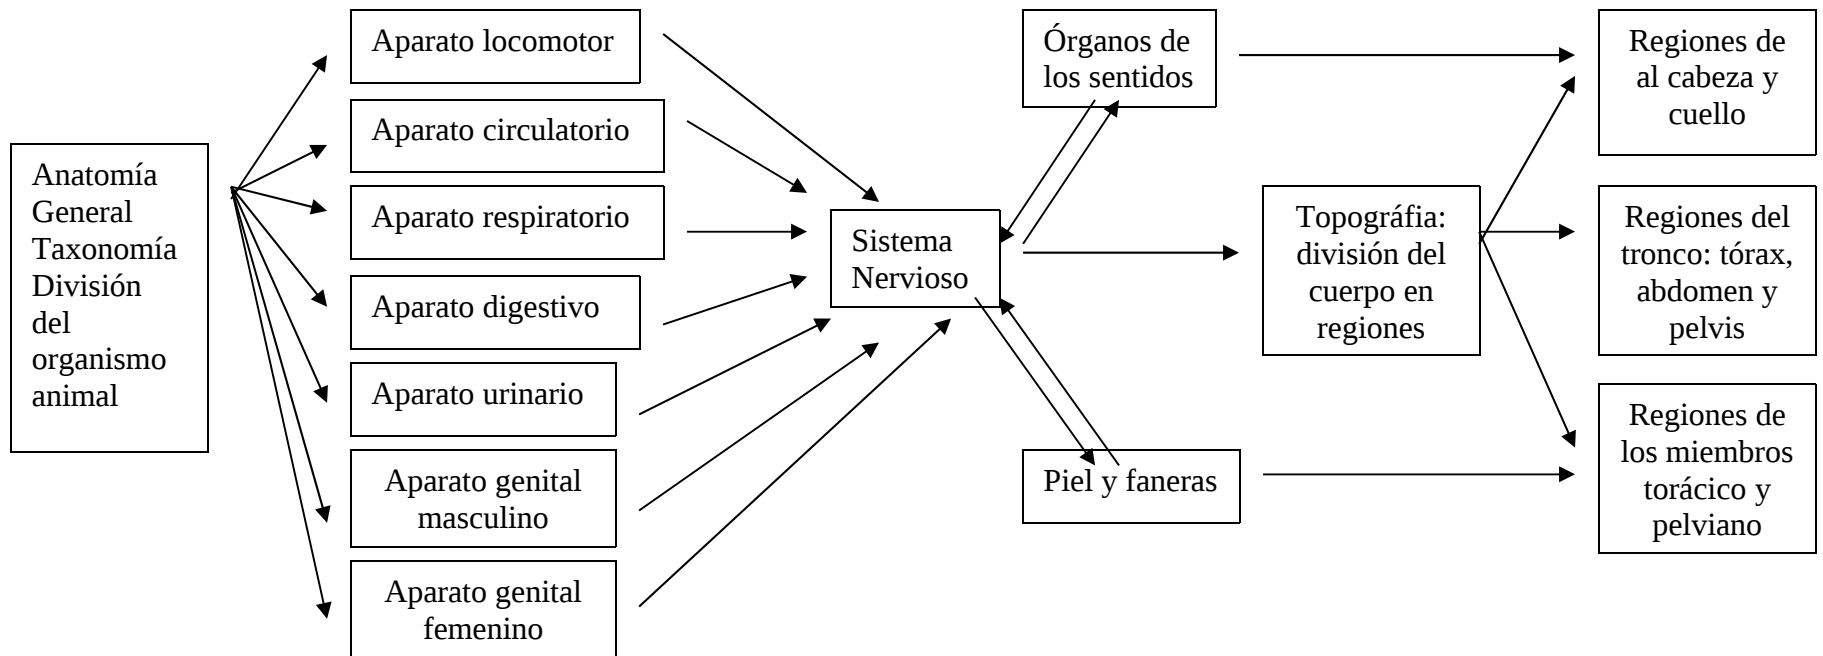 Anatomía
General
Taxonomía
División
del
organismo
animal
Aparato locomotor
Aparato circulatorio
Aparato respiratorio
Aparato digestivo
Aparato urinario
Aparato genital
masculino
Aparato genital
femenino
Sistema
Nervioso
Órganos de
los sentidos
Piel y faneras
Topográfia:
división del
cuerpo en
regiones
Regiones de
al cabeza y
cuello
Regiones del
tronco: tórax,
abdomen y
pelvis
Regiones de
los miembros
torácico y
pelviano